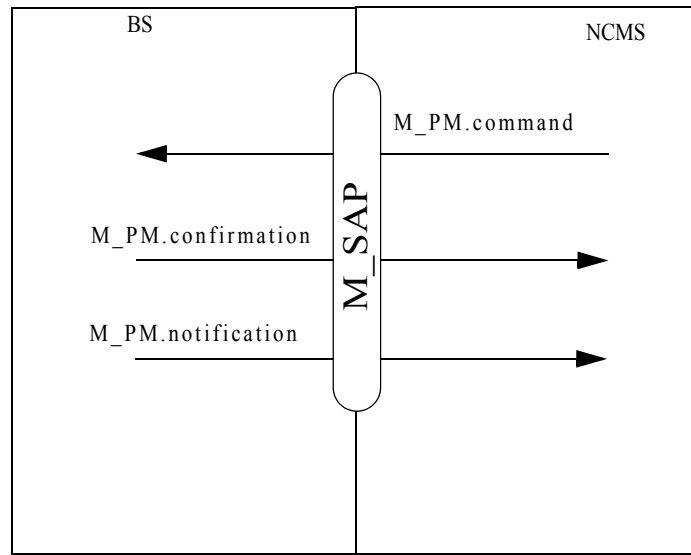 BS
NCMS
M_PM.command
M_SAP
M_PM.confirmation
M_PM.notification